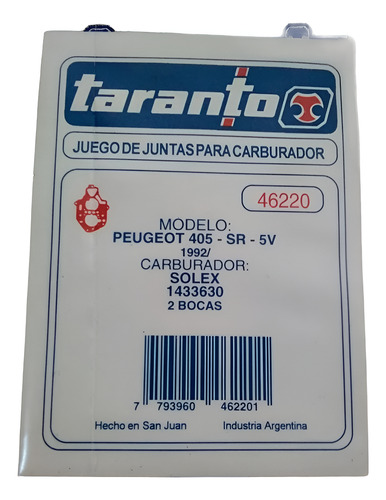 taranto
JUEGO DE JUNTAS PARA CARBURADOR
46220
MODELO:
PEUGEOT 405 - SR - 5V
1992/
CARBURADOR:
SOLEX
1433630
2 BOCAS
7 793960 462201
Hecho en San Juan Industria Argentina